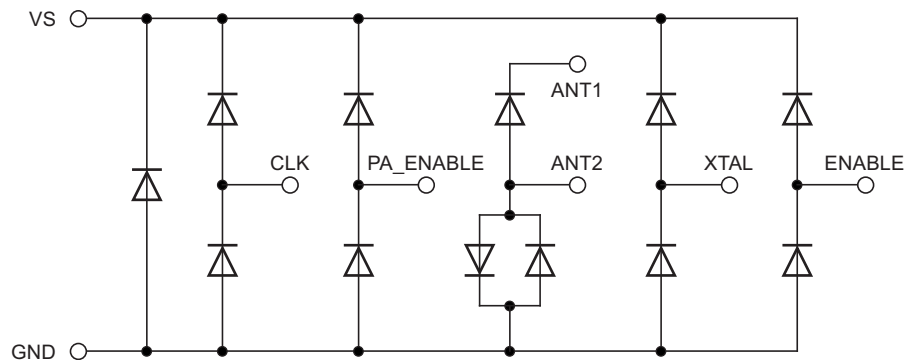 VS
ANT1
CLK
PA_ENABLE
ANT2
XTAL
ENABLE
GND